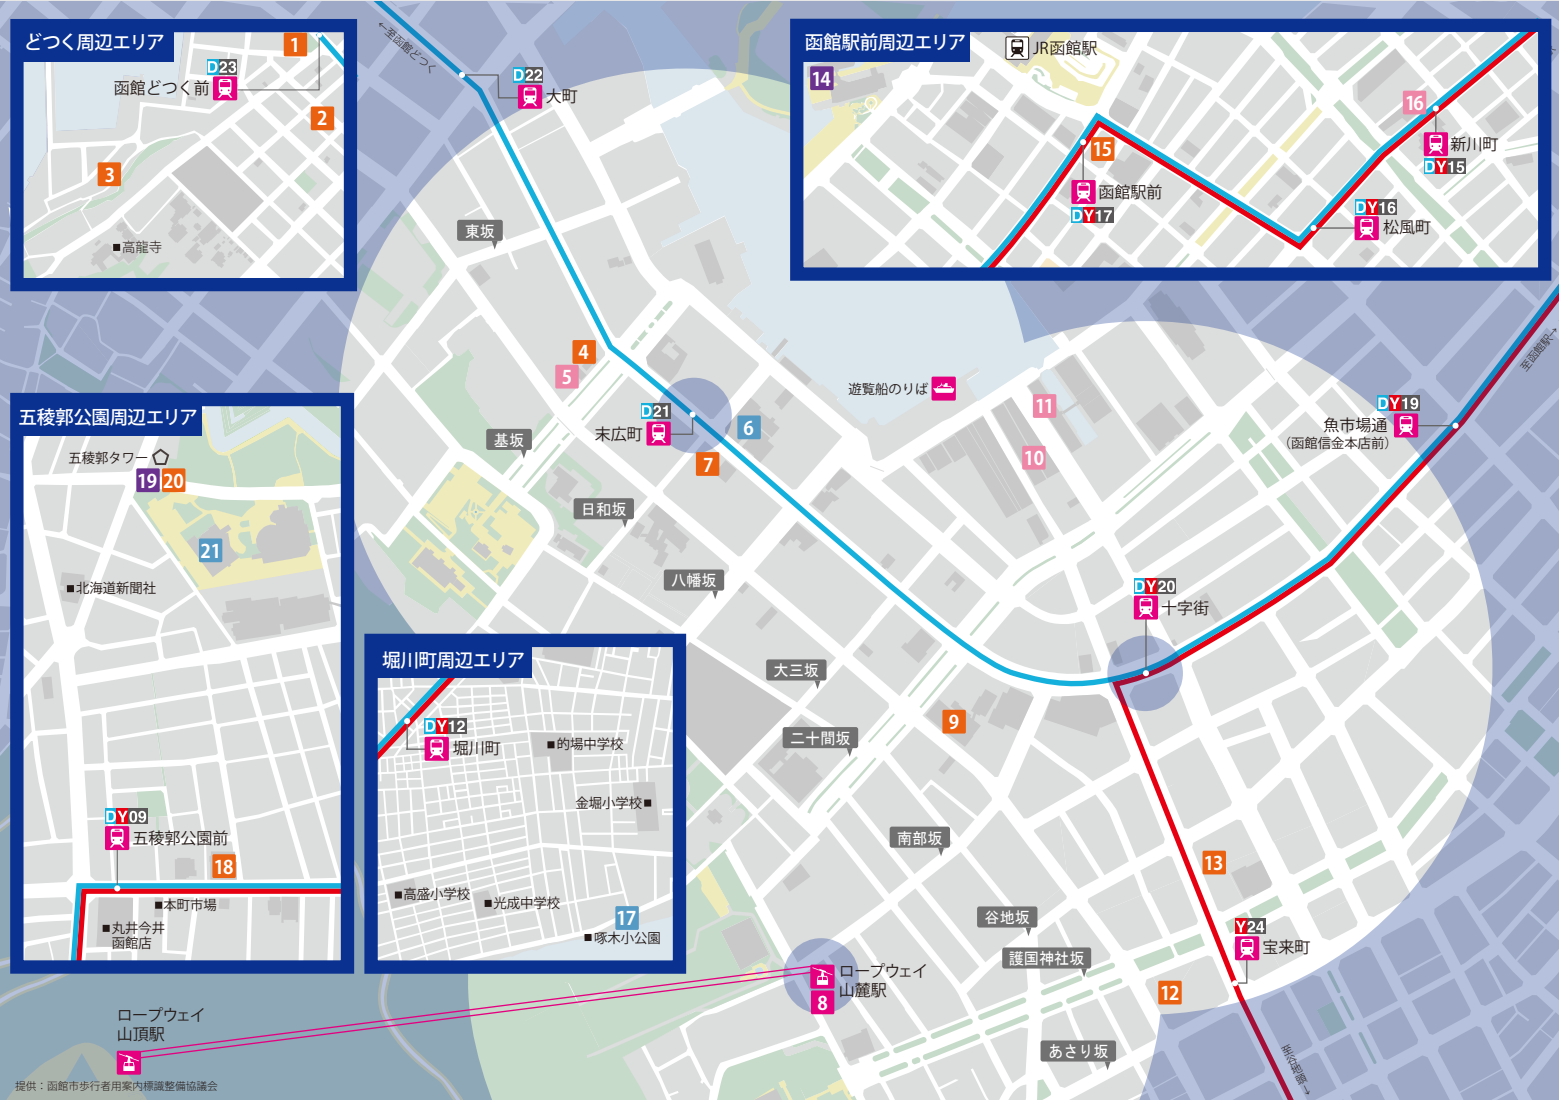 どつく周辺エリア
1
D23
函館どつく前
2
3
■高龍寺
←至函館どつく
D22
大町
函館駅前周辺エリア
JR函館駅
14
15
函館駅前
DY17
16
新川町
DY15
DY16
松風町
東坂
4
5
D21
末広町
6
7
基坂
日和坂
八幡坂
遊覧船のりば
11
10
DY19
魚市場通
(函館信金本店前)
至函館駅→
五稜郭公園周辺エリア
五稜郭タワー
19
20
21
■北海道新聞社
DY09
五稜郭公園前
18
■本町市場
■丸井今井
函館店
DY20
十字街
堀川町周辺エリア
DY12
堀川町
■的場中学校
金堀小学校■
■高盛小学校
■光成中学校
17
■啄木小公園
大三坂
二十間坂
9
南部坂
13
谷地坂
護国神社坂
Y24
宝来町
12
あさり坂
至谷地頭→
ロープウェイ
山麓駅
8
ロープウェイ
山頂駅
提供：函館市歩行者用案内標識整備協議会